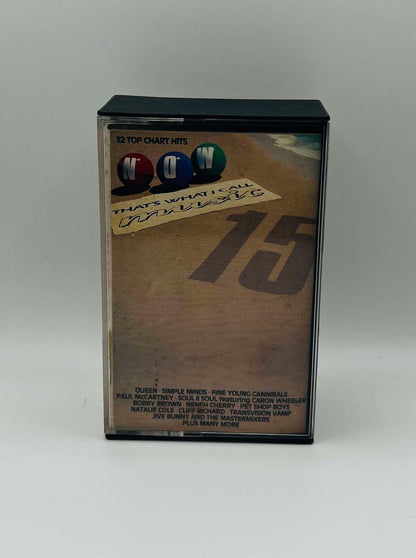 32 TOP CHART HITS
N·O·W
THAT'S WHAT I CALL
music
15
QUEEN · SIMPLE MINDS · FINE YOUNG CANNIBALS
PAUL McCARTNEY · SOUL II SOUL featuring CARON WHEELER
BOBBY BROWN · NENEH CHERRY · PET SHOP BOYS
NATALIE COLE · CLIFF RICHARD · TRANSVISION VAMP
JIVE BUNNY AND THE MASTERMIXERS
PLUS MANY MORE